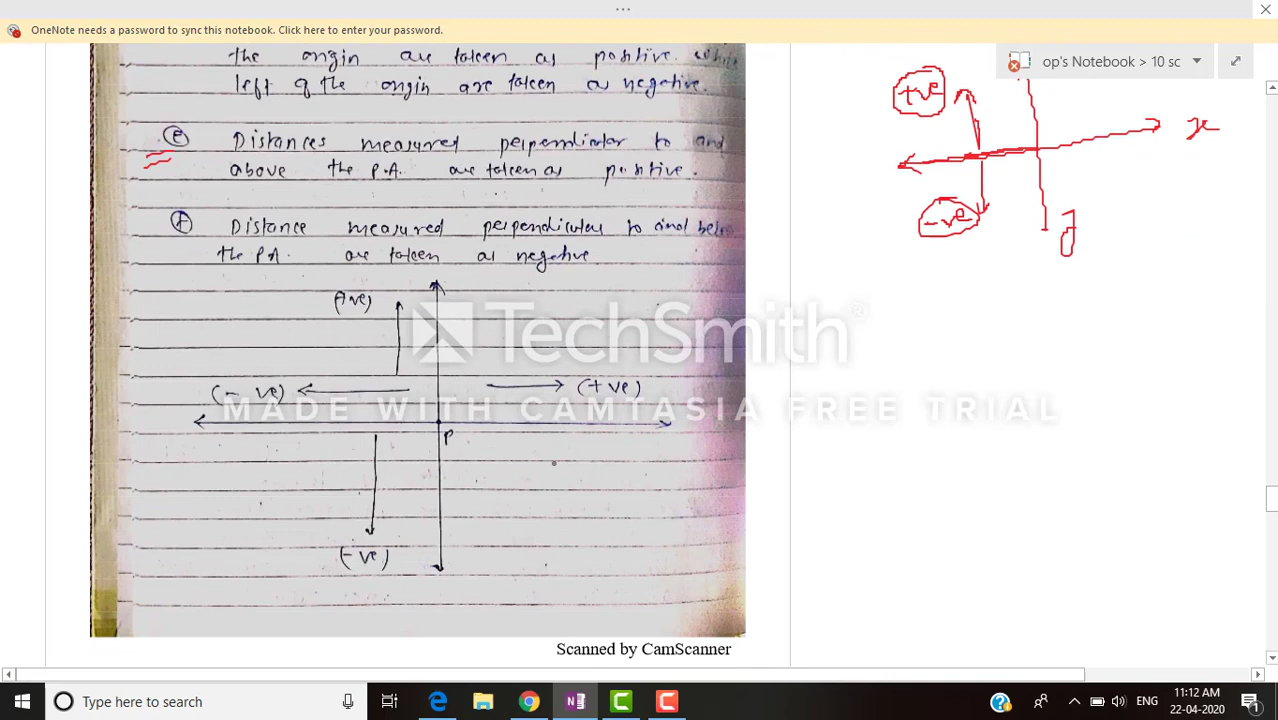 OneNote needs a password to sync this notebook. Click here to enter your password.
op's Notebook > 10 sc
the origin are taken as positive. while
left of the origin are taken as negative.
(e) Distances measured perpendicular to and
above the P.A. are taken as positive.
(f) Distance measured perpendicular to and below
the P.A. are taken as negative
(+ve)
(- ve)
(+ ve)
P
(- ve)
+ve
x
-ve
y
TechSmith®
MADE WITH CAMTASIA FREE TRIAL
Scanned by CamScanner
Type here to search
ENG
11:12 AM
22-04-2020
1